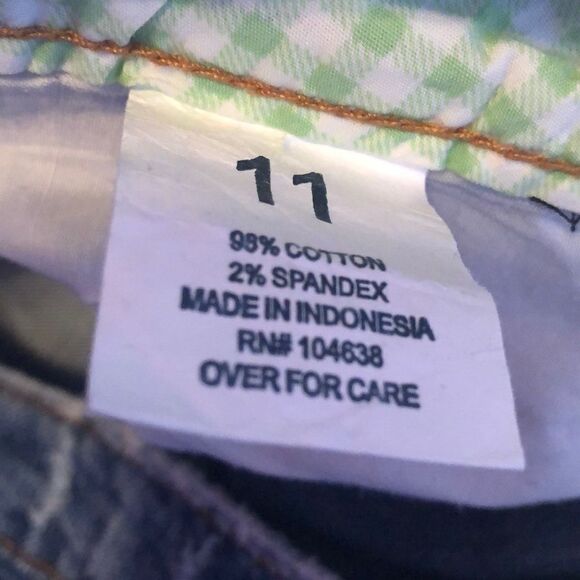 11
98% COTTON
2% SPANDEX
MADE IN INDONESIA
RN# 104638
OVER FOR CARE